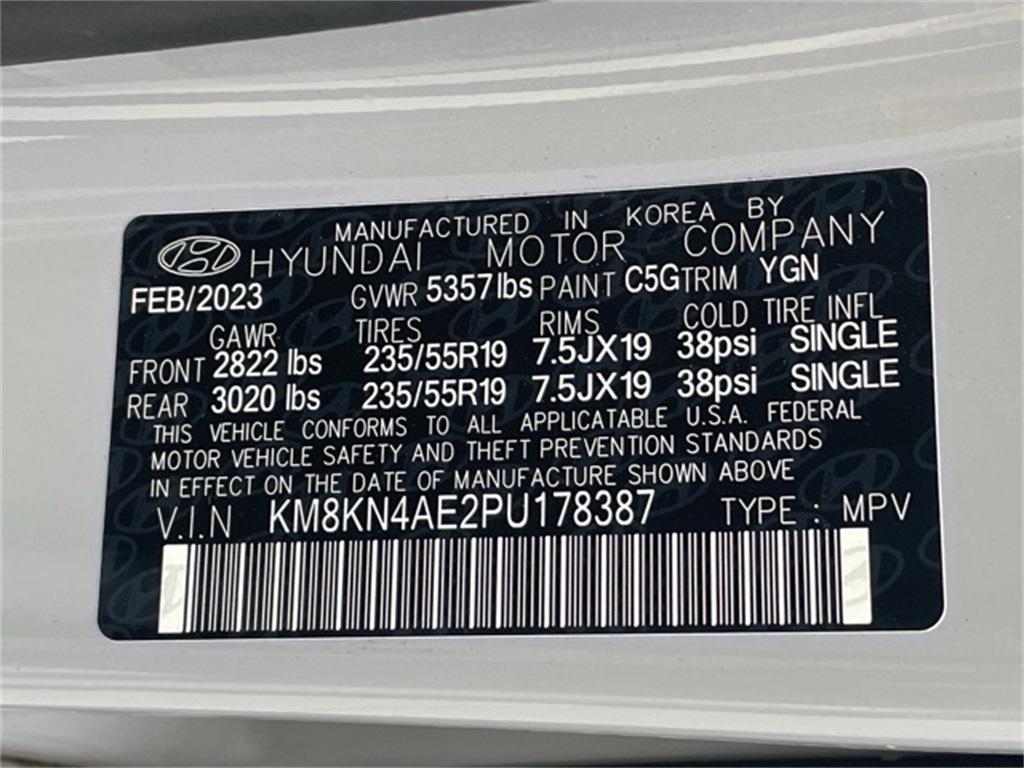 MANUFACTURED IN KOREA BY
HYUNDAI MOTOR COMPANY
FEB/2023 GVWR 5357 lbs PAINT C5G TRIM YGN
GAWR TIRES RIMS COLD TIRE INFL
FRONT 2822 lbs 235/55R19 7.5JX19 38psi SINGLE
REAR 3020 lbs 235/55R19 7.5JX19 38psi SINGLE
THIS VEHICLE CONFORMS TO ALL APPLICATABLE U.S.A. FEDERAL
MOTOR VEHICLE SAFETY AND THEFT PREVENTION STANDARDS
IN EFFECT ON THE DATE OF MANUFACTURE SHOWN ABOVE
V.I.N KM8KN4AE2PU178387 TYPE : MPV